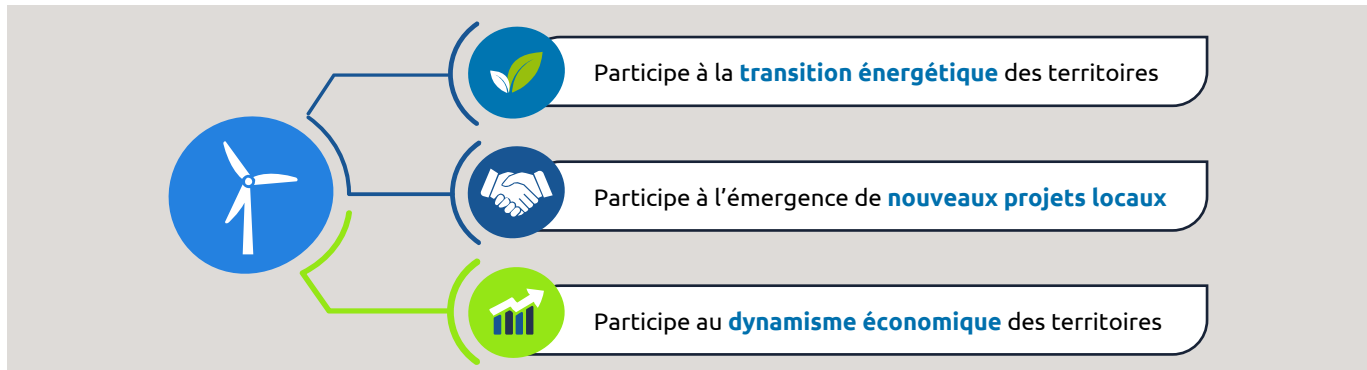 Participe à la transition énergétique des territoires
Participe à l’émergence de nouveaux projets locaux
Participe au dynamisme économique des territoires